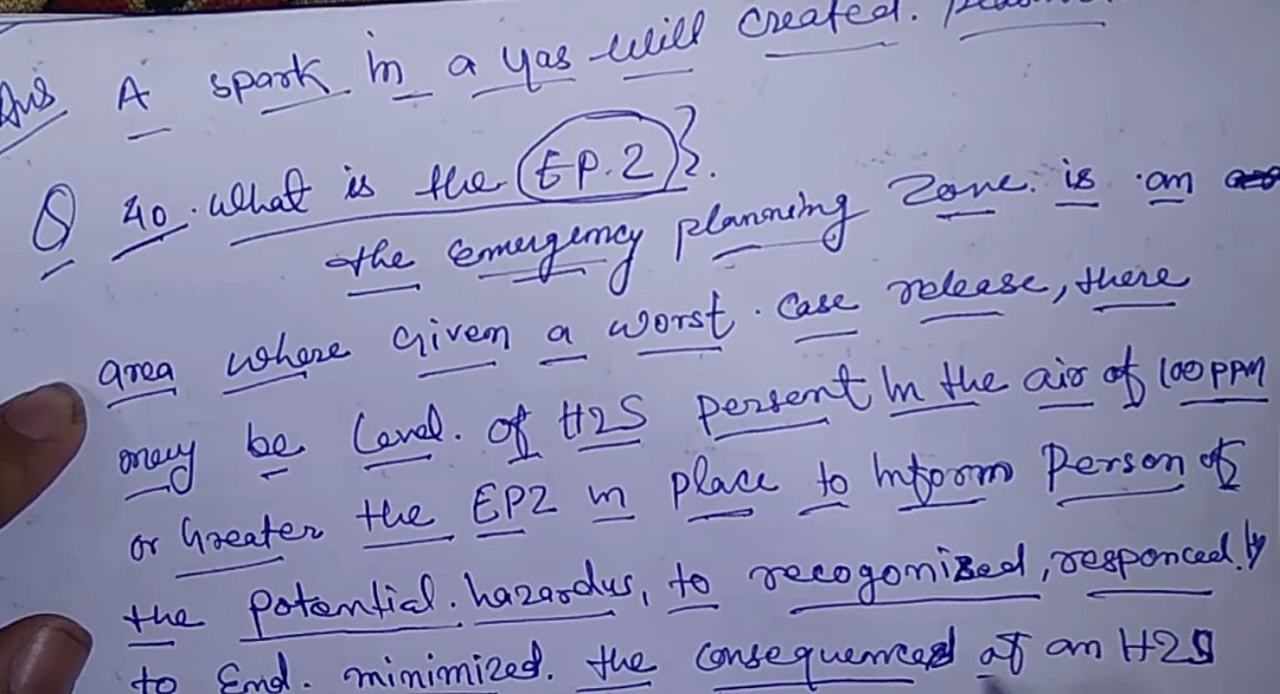 Ans A spark in a gas will created.
Q 40. what is the (EP.2)}.
the emergency planning zone. is an
area where given a worst. case release, there
may be level. of H2S persent in the air of 100 PPM
or Greater the EPZ in place to inform person of
the potential. hazardus, to recogonised, responced.
to End. minimized. the consequences of an H2S